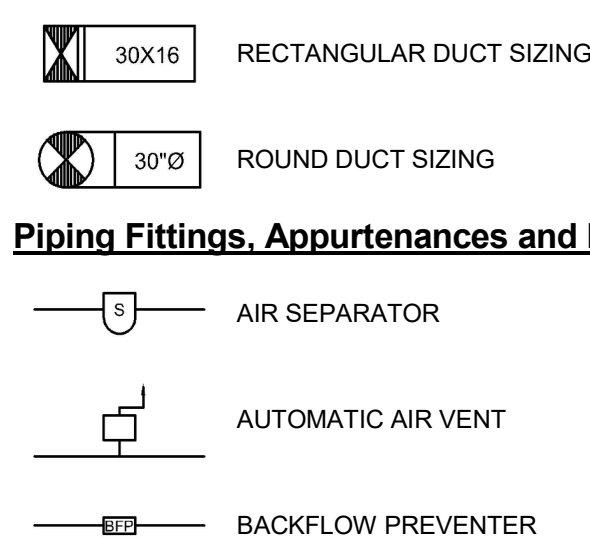 30X16 RECTANGULAR DUCT SIZING
30"Ø ROUND DUCT SIZING
Piping Fittings, Appurtenances and
S AIR SEPARATOR
AUTOMATIC AIR VENT
BFP BACKFLOW PREVENTER